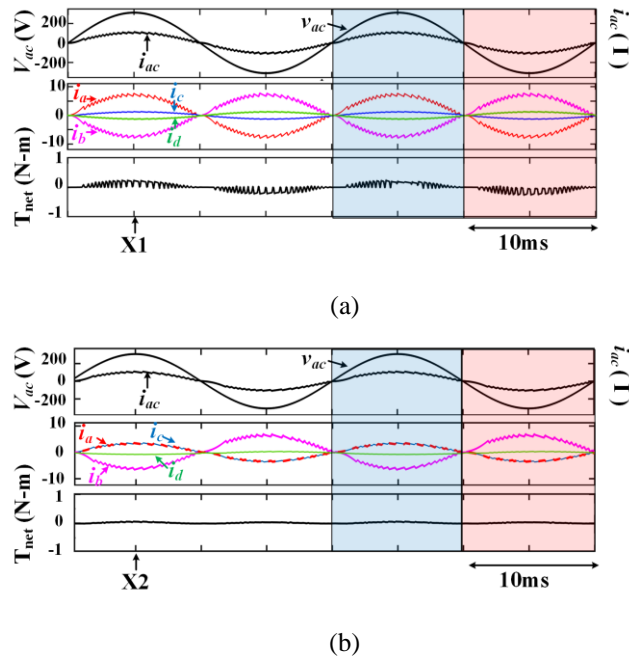 V_ac (V)
200
0
-200
v_ac
i_ac
i_ac (I)
10
0
-10
i_a
i_c
i_b
i_d
T_net (N-m)
1
0
-1
X1
10ms
(a)
V_ac (V)
200
0
-200
v_ac
i_ac
i_ac (I)
10
0
-10
i_a
i_c
i_b
i_d
T_net (N-m)
1
0
-1
X2
10ms
(b)